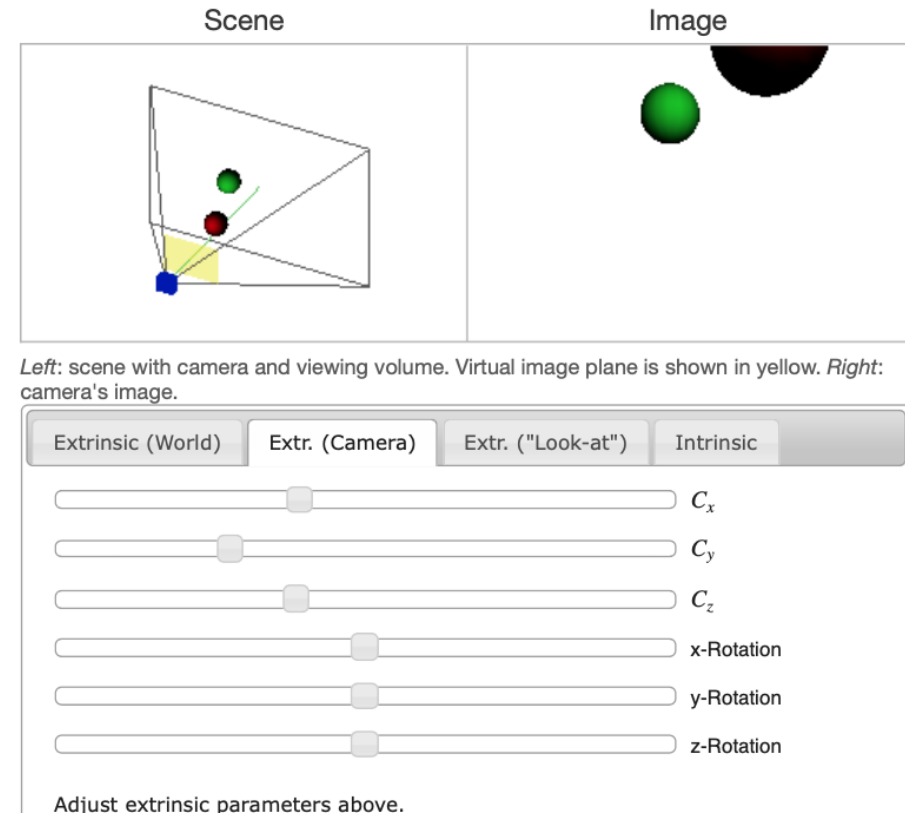 Scene
Image
Left: scene with camera and viewing volume. Virtual image plane is shown in yellow. Right:
camera's image.
Extrinsic (World)
Extr. (Camera)
Extr. ("Look-at")
Intrinsic
Cx
Cy
Cz
x-Rotation
y-Rotation
z-Rotation
Adjust extrinsic parameters above.